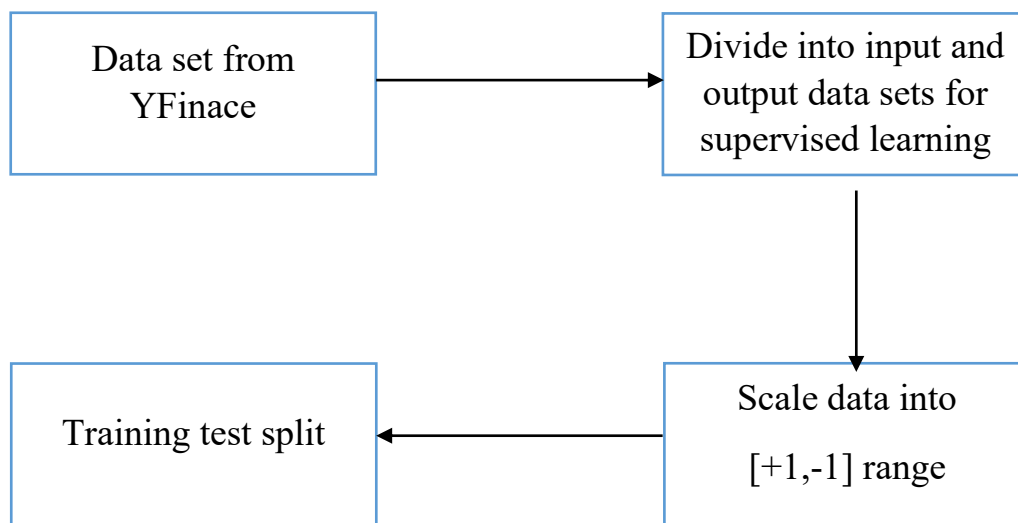 Data set from
YFinace
Divide into input and
output data sets for
supervised learning
Scale data into
[+1,-1] range
Training test split